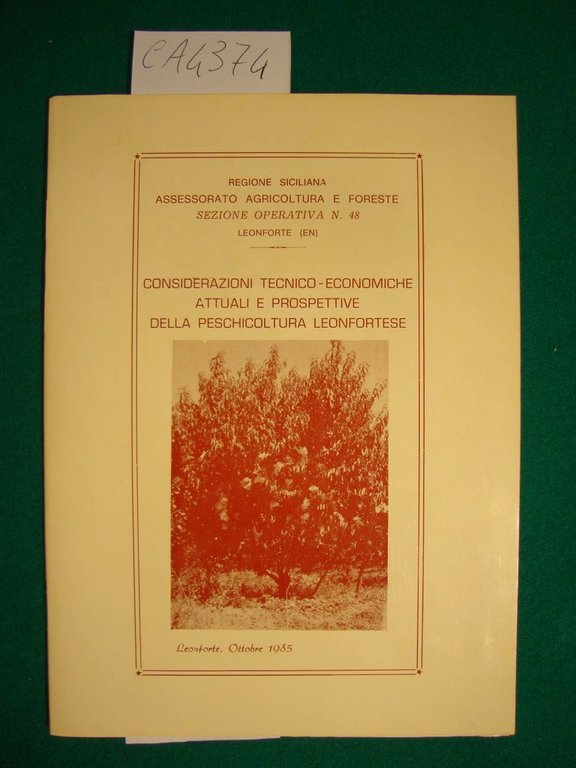 CA4374
REGIONE SICILIANA
ASSESSORATO AGRICOLTURA E FORESTE
SEZIONE OPERATIVA N. 48
LEONFORTE (EN)
CONSIDERAZIONI TECNICO-ECONOMICHE
ATTUALI E PROSPETTIVE
DELLA PESCHICOLTURA LEONFORTESE
Leonforte, Ottobre 1985